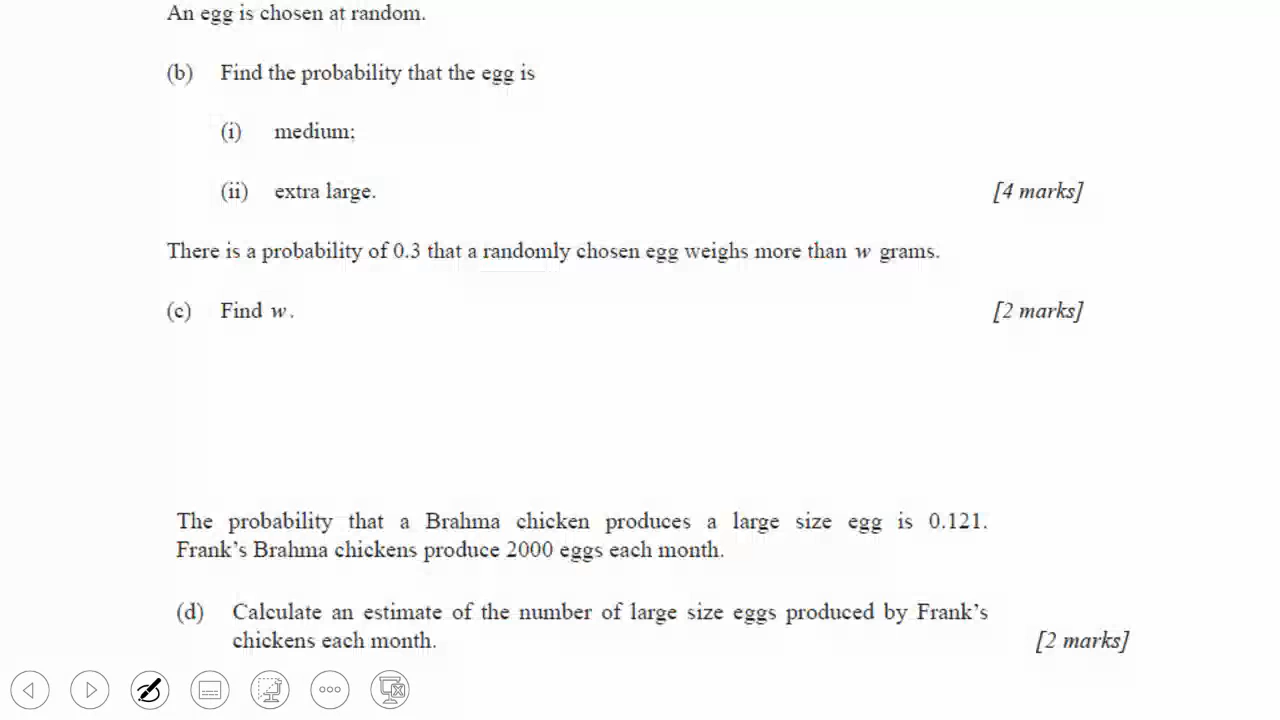 An egg is chosen at random.
(b) Find the probability that the egg is
(i) medium;
(ii) extra large. [4 marks]
There is a probability of 0.3 that a randomly chosen egg weighs more than w grams.
(c) Find w. [2 marks]
The probability that a Brahma chicken produces a large size egg is 0.121.
Frank's Brahma chickens produce 2000 eggs each month.
(d) Calculate an estimate of the number of large size eggs produced by Frank's
chickens each month. [2 marks]